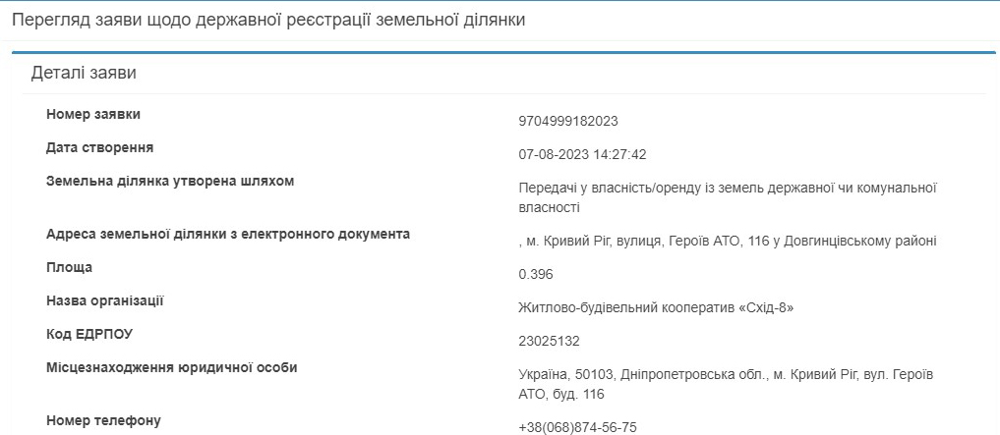 Перегляд заяви щодо державної реєстрації земельної ділянки
Деталі заяви
Номер заявки
9704999182023
Дата створення
07-08-2023 14:27:42
Земельна ділянка утворена шляхом
Передачі у власність/оренду із земель державної чи комунальної
власності
Адреса земельної ділянки з електронного документа
, м. Кривий Ріг, вулиця, Героїв АТО, 116 у Довгинцівському районі
Площа
0.396
Назва організації
Житлово-будівельний кооператив «Схід-8»
Код ЕДРПОУ
23025132
Місцезнаходження юридичної особи
Україна, 50103, Дніпропетровська обл., м. Кривий Ріг, вул. Героїв
АТО, буд. 116
Номер телефону
+38(068)874-56-75